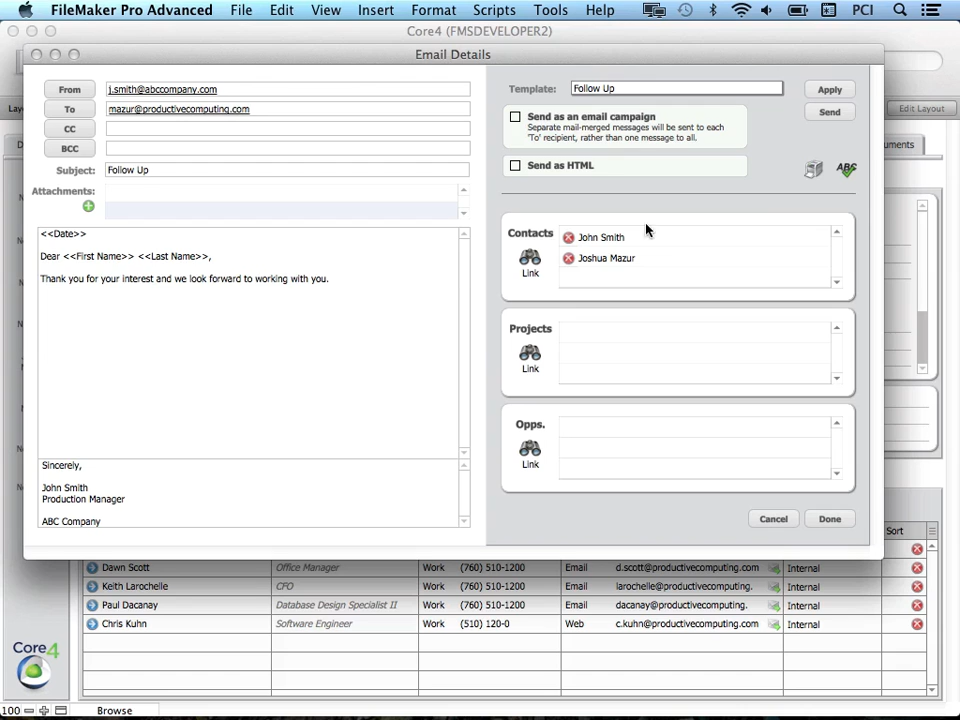 FileMaker Pro Advanced File Edit View Insert Format Scripts Tools Help PCI
Core4 (FMSDEVELOPER2)
Email Details
From j.smith@abccompany.com
To mazur@productivecomputing.com
CC
BCC
Subject: Follow Up
Attachments:
<<Date>>
Dear <<First Name>> <<Last Name>>,
Thank you for your interest and we look forward to working with you.
Sincerely,
John Smith
Production Manager
ABC Company
Template: Follow Up Apply
Send
Send as an email campaign
Separate mail-merged messages will be sent to each
'To' recipient, rather than one message to all.
Send as HTML
ABC
Contacts
Link
John Smith
Joshua Mazur
Projects
Link
Opps.
Link
Cancel Done
Edit Layout
uments
Sort
Dawn Scott Office Manager Work (760) 510-1200 Email d.scott@productivecomputing.com Internal
Keith Larochelle CFO Work (760) 510-1200 Email larochelle@productivecomputing. Internal
Paul Dacanay Database Design Specialist II Work (760) 510-1200 Email dacanay@productivecomputing. Internal
Chris Kuhn Software Engineer Work (510) 120-0 Web c.kuhn@productivecomputing.com Internal
Core4
100 Browse